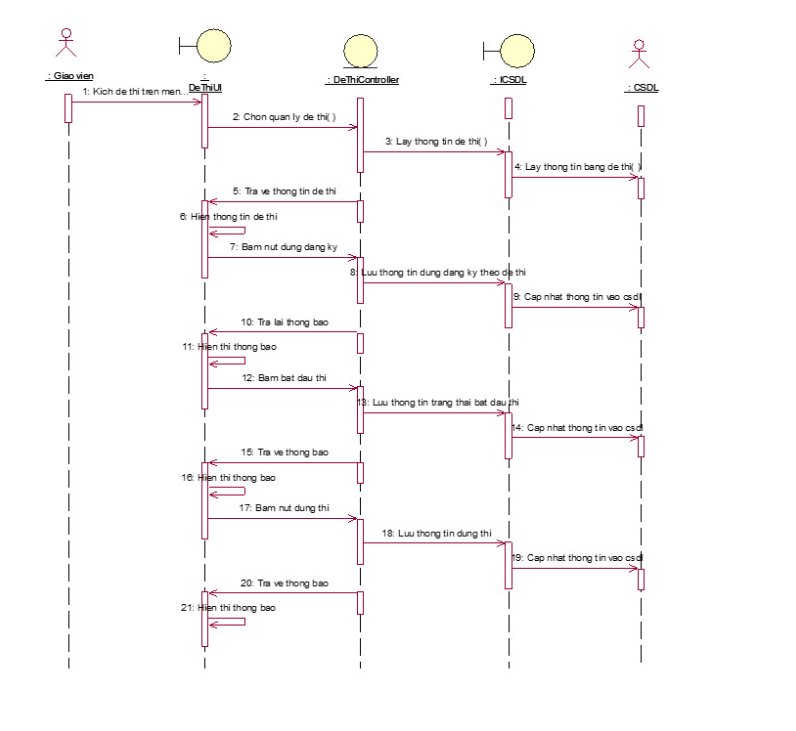 : Giao vien
:
DeThiUI
: DeThiController
: ICSDL
: CSDL
1: Kich de thi tren men...
2: Chon quan ly de thi( )
3: Lay thong tin de thi( )
4: Lay thong tin bang de thi( )
5: Tra ve thong tin de thi
6: Hien thong tin de thi
7: Bam nut dung dang ky
8: Luu thong tin dung dang ky theo de thi
9: Cap nhat thong tin vao csdl
10: Tra lai thong bao
11: Hien thi thong bao
12: Bam bat dau thi
13: Luu thong tin trang thai bat dau thi
14: Cap nhat thong tin vao csdl
15: Tra ve thong bao
16: Hien thi thong bao
17: Bam nut dung thi
18: Luu thong tin dung thi
19: Cap nhat thong tin vao csdl
20: Tra ve thong bao
21: Hien thi thong bao